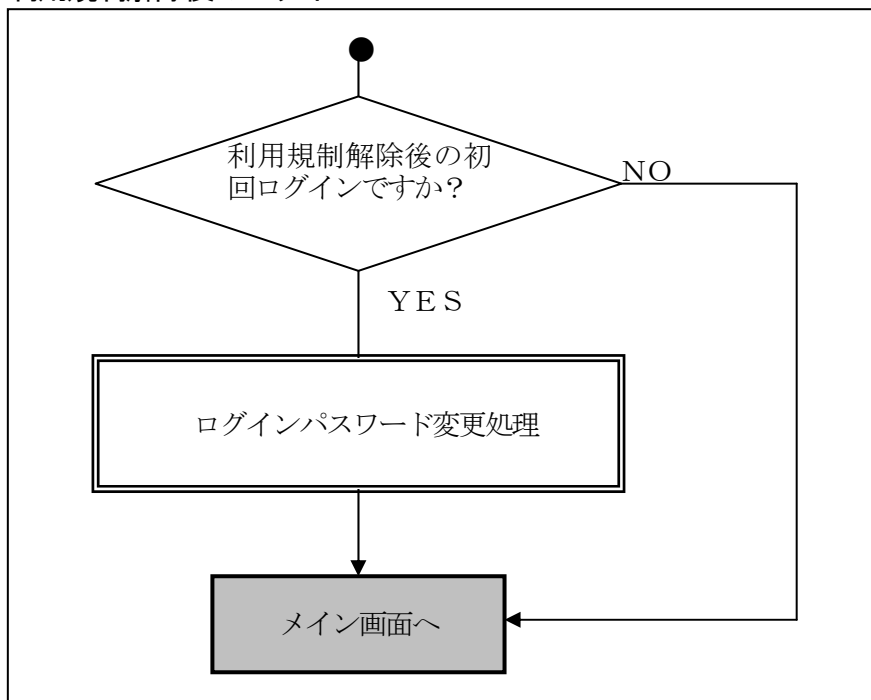 利用規制解除後の初
回ログインですか？
NO
YES
ログインパスワード変更処理
メイン画面へ